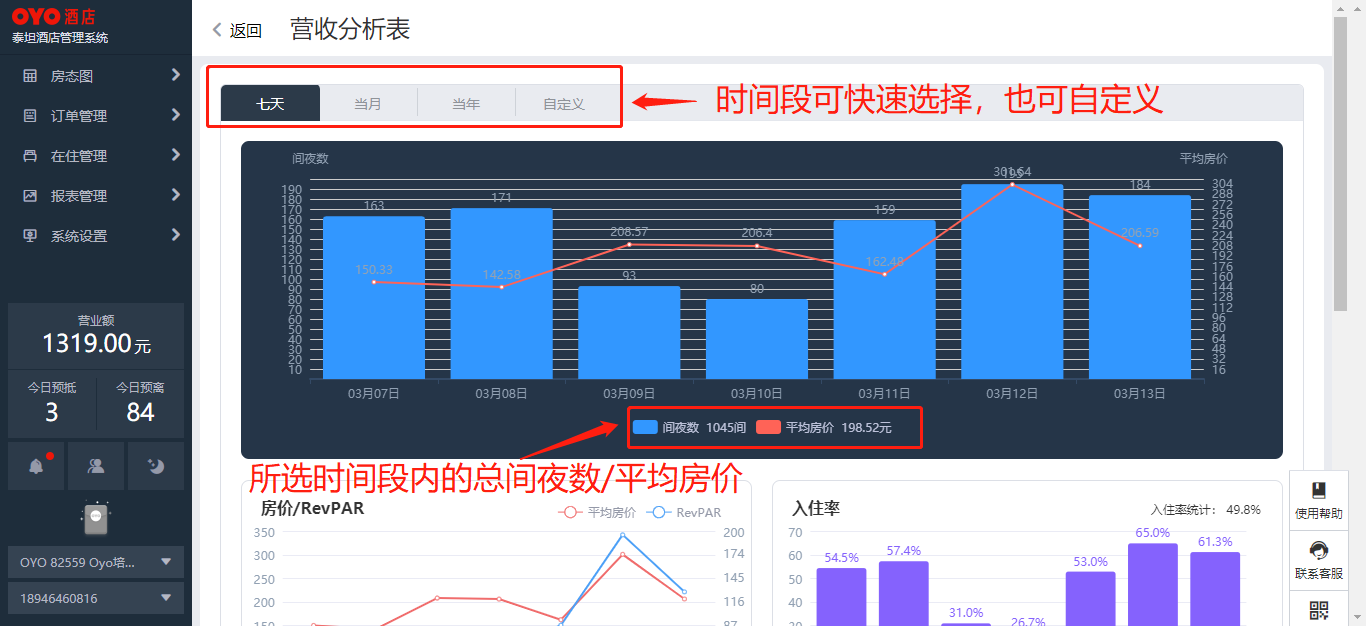 OYO 酒店
泰坦酒店管理系统
房态图
订单管理
在住管理
报表管理
系统设置
营业额
1319.00元
今日预抵
今日预离
3
84
OYO 82559 Oyo培...
18946460816
返回
营收分析表
七天
当月
当年
自定义
时间段可快速选择，也可自定义
间夜数
平均房价
190
180
170
160
150
140
130
120
110
100
90
80
70
60
50
40
30
20
10
304
288
272
256
240
224
208
192
176
160
144
128
112
96
80
64
48
32
16
163
171
93
80
159
195
184
150.33
142.58
208.57
206.4
162.48
301.64
206.59
03月07日
03月08日
03月09日
03月10日
03月11日
03月12日
03月13日
间夜数 1045间
平均房价 198.52元
所选时间段内的总间夜数/平均房价
房价/RevPAR
平均房价
RevPAR
350
300
250
200
150
200
174
145
116
87
入住率
入住率统计： 49.8%
70
60
50
40
30
54.5%
57.4%
31.0%
26.7%
53.0%
65.0%
61.3%
使用帮助
联系客服